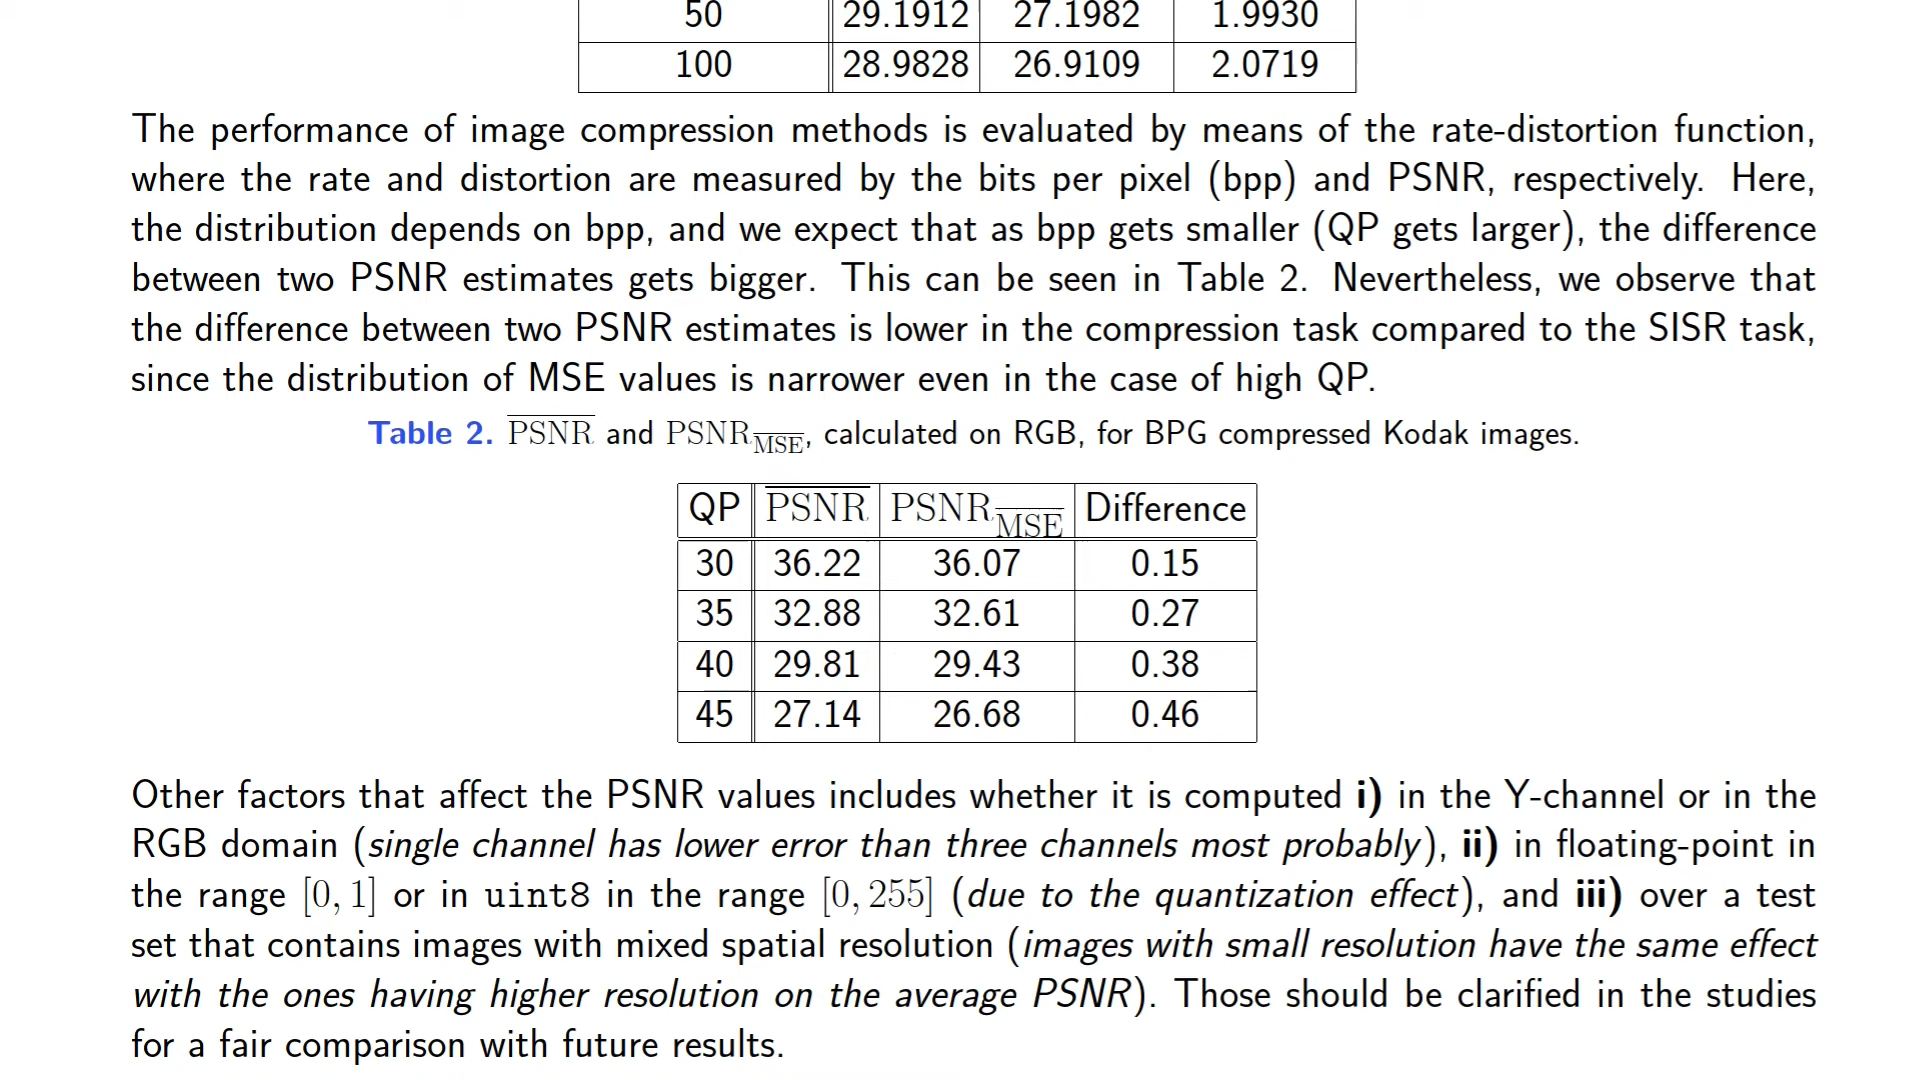 50 29.1912 27.1982 1.9930
100 28.9828 26.9109 2.0719
The performance of image compression methods is evaluated by means of the rate-distortion function,
where the rate and distortion are measured by the bits per pixel (bpp) and PSNR, respectively. Here,
the distribution depends on bpp, and we expect that as bpp gets smaller (QP gets larger), the difference
between two PSNR estimates gets bigger. This can be seen in Table 2. Nevertheless, we observe that
the difference between two PSNR estimates is lower in the compression task compared to the SISR task,
since the distribution of MSE values is narrower even in the case of high QP.
Table 2. PSNR and PSNR MSE, calculated on RGB, for BPG compressed Kodak images.
QP PSNR PSNR MSE Difference
30 36.22 36.07 0.15
35 32.88 32.61 0.27
40 29.81 29.43 0.38
45 27.14 26.68 0.46
Other factors that affect the PSNR values includes whether it is computed i) in the Y-channel or in the
RGB domain (single channel has lower error than three channels most probably), ii) in floating-point in
the range [0, 1] or in uint8 in the range [0, 255] (due to the quantization effect), and iii) over a test
set that contains images with mixed spatial resolution (images with small resolution have the same effect
with the ones having higher resolution on the average PSNR). Those should be clarified in the studies
for a fair comparison with future results.